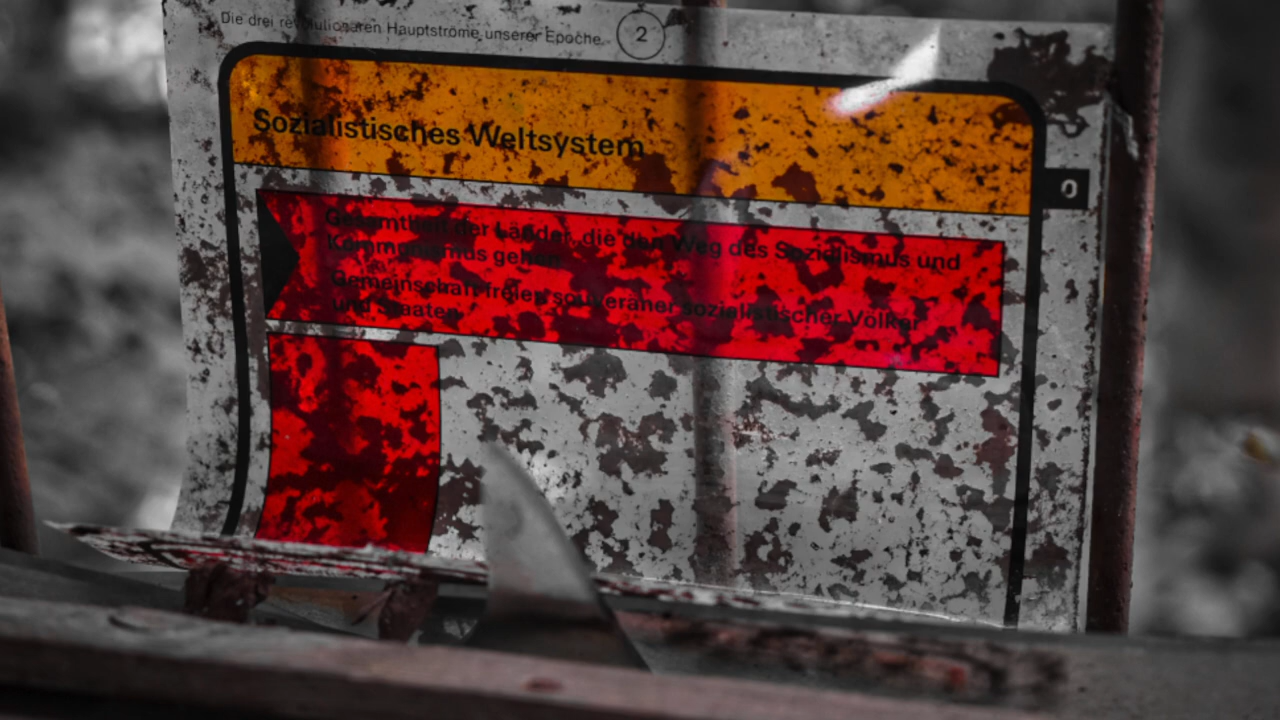 Die drei revolutionären Hauptströme unserer Epoche
2
Sozialistisches Weltsystem
0
Gesamtheit der Länder, die den Weg des Sozialismus und
Kommunismus gehen
Gemeinschaft freier, souveräner sozialistischer Völker
und Staaten